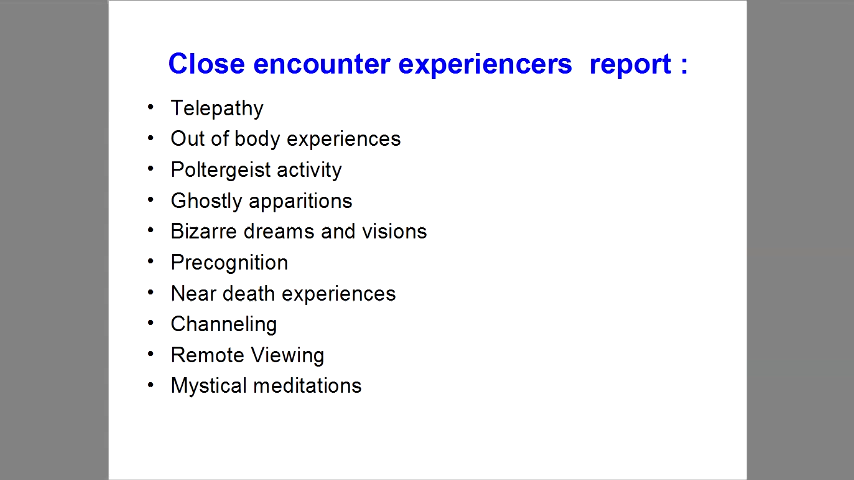 Close encounter experiencers  report :
• Telepathy
• Out of body experiences
• Poltergeist activity
• Ghostly apparitions
• Bizarre dreams and visions
• Precognition
• Near death experiences
• Channeling
• Remote Viewing
• Mystical meditations